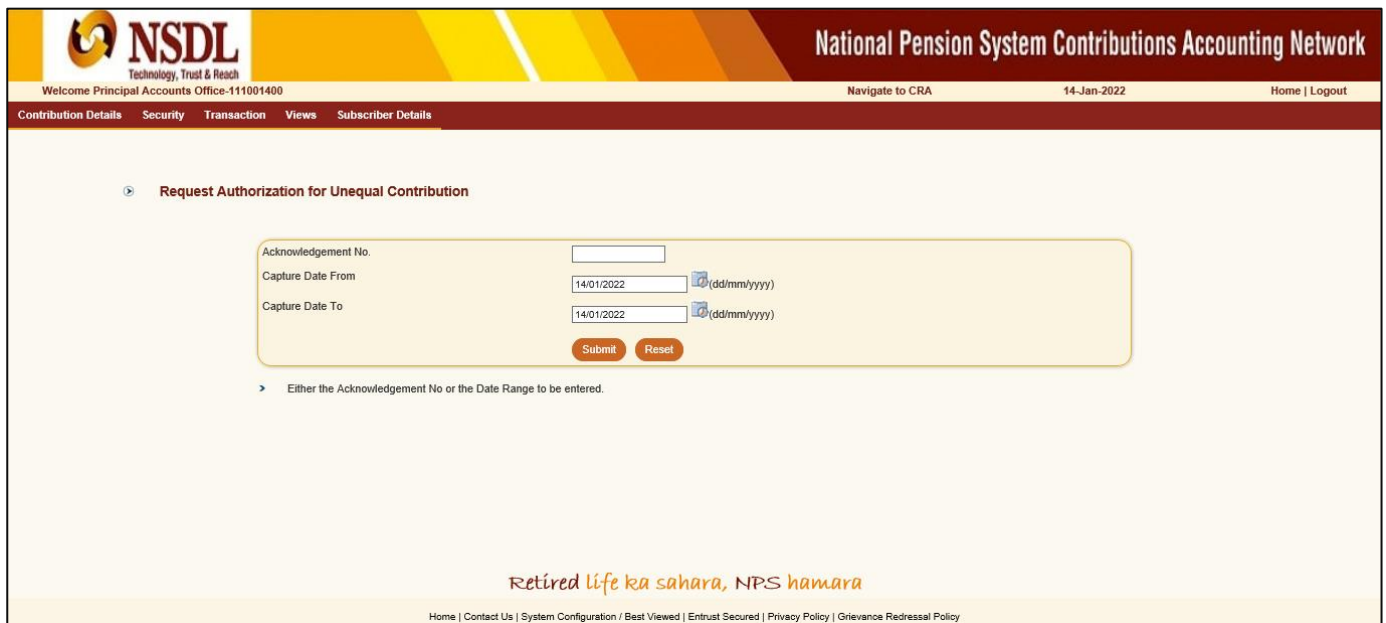 NSDL
Technology, Trust & Reach
National Pension System Contributions Accounting Network
Welcome Principal Accounts Office-111001400 Navigate to CRA 14-Jan-2022 Home | Logout
Contribution Details Security Transaction Views Subscriber Details
Request Authorization for Unequal Contribution
Acknowledgement No.
Capture Date From 14/01/2022 (dd/mm/yyyy)
Capture Date To 14/01/2022 (dd/mm/yyyy)
Submit Reset
Either the Acknowledgement No or the Date Range to be entered.
Retired life ka sahara, NPS hamara
Home | Contact Us | System Configuration / Best Viewed | Entrust Secured | Privacy Policy | Grievance Redressal Policy